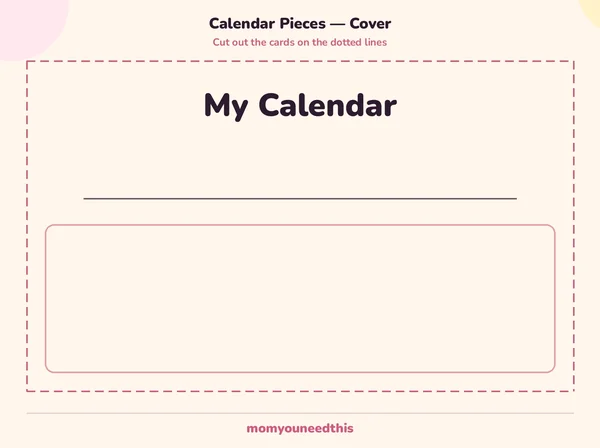 Calendar Pieces — Cover
Cut out the cards on the dotted lines
My Calendar
momyouneedthis